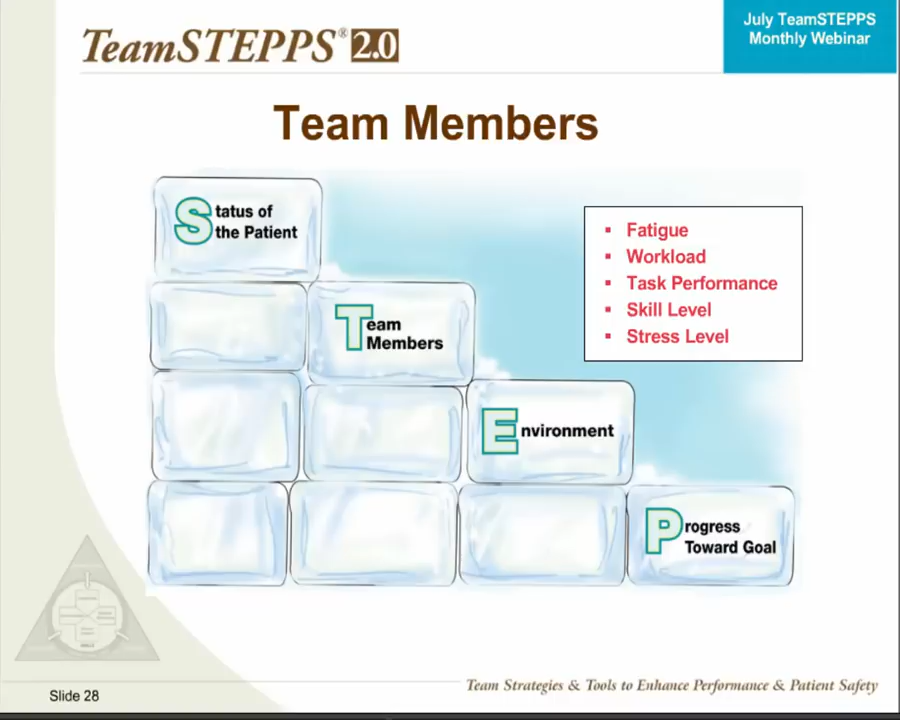 TeamSTEPPS® 2.0
July TeamSTEPPS
Monthly Webinar
Team Members
Status of
the Patient
Team
Members
Environment
Progress
Toward Goal
▪ Fatigue
▪ Workload
▪ Task Performance
▪ Skill Level
▪ Stress Level
Slide 28
Team Strategies & Tools to Enhance Performance & Patient Safety